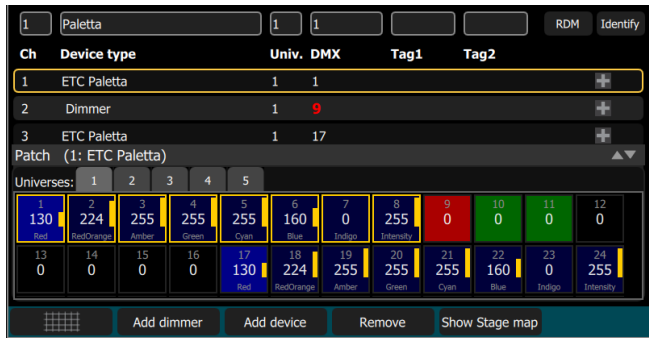 1 Paletta 1 1 RDM Identify
Ch Device type Univ. DMX Tag1 Tag2
1 ETC Paletta 1 1
2 Dimmer 1 9
3 ETC Paletta 1 17
Patch (1: ETC Paletta)
Universes: 1 2 3 4 5
1 2 3 4 5 6 7 8 9 10 11 12
130 224 255 255 255 160 0 255 0 0 0 0
Red RedOrange Amber Green Cyan Blue Indigo Intensity
13 14 15 16 17 18 19 20 21 22 23 24
0 0 0 0 130 224 255 255 255 160 0 255
Red RedOrange Amber Green Cyan Blue Indigo Intensity
Add dimmer Add device Remove Show Stage map